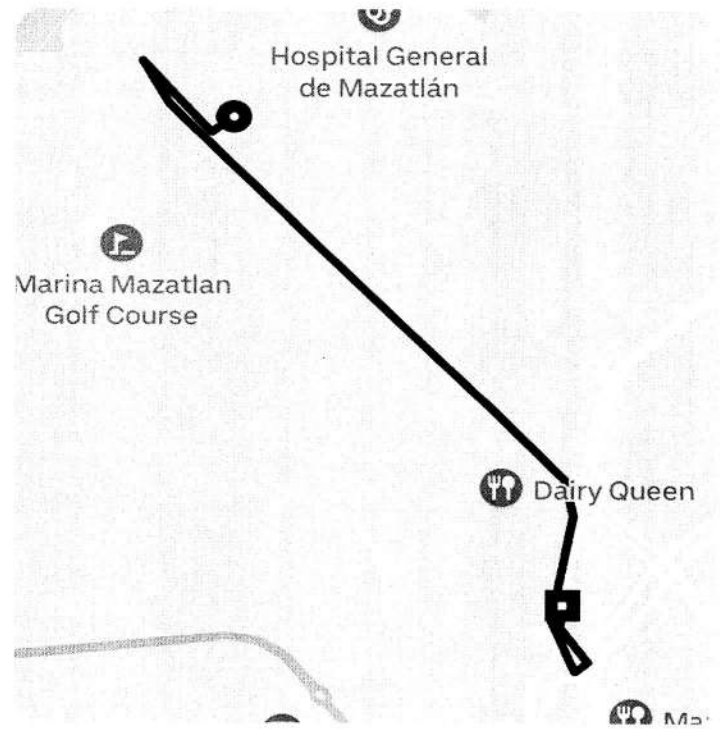 Hospital General
de Mazatlán
Marina Mazatlan
Golf Course
Dairy Queen